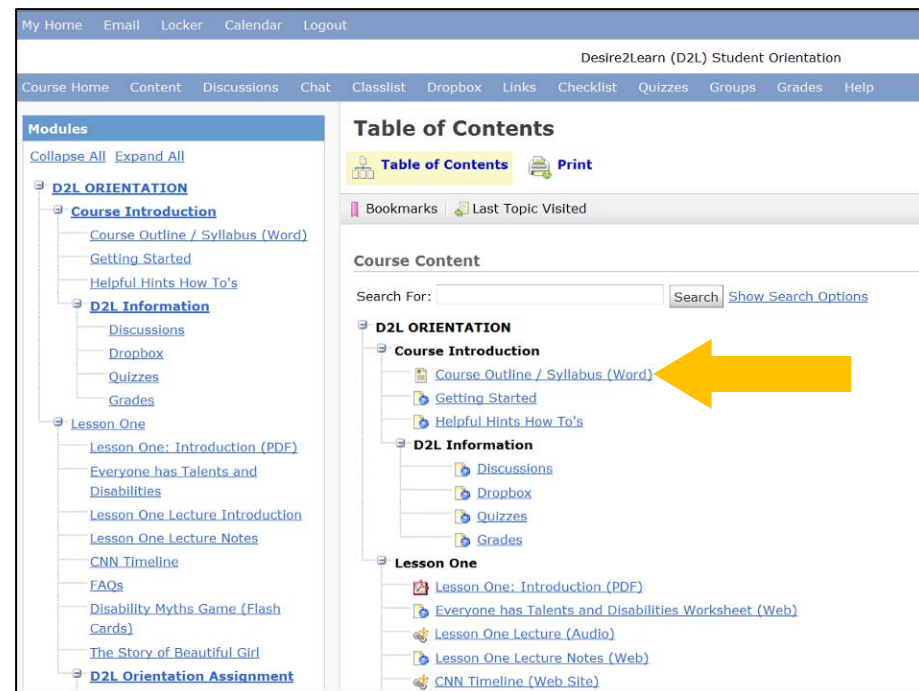 My Home Email Locker Calendar Logout
Desire2Learn (D2L) Student Orientation
Course Home Content Discussions Chat Classlist Dropbox Links Checklist Quizzes Groups Grades Help
Modules
Collapse All Expand All
D2L ORIENTATION
Course Introduction
Course Outline / Syllabus (Word)
Getting Started
Helpful Hints How To's
D2L Information
Discussions
Dropbox
Quizzes
Grades
Lesson One
Lesson One: Introduction (PDF)
Everyone has Talents and
Disabilities
Lesson One Lecture Introduction
Lesson One Lecture Notes
CNN Timeline
FAQs
Disability Myths Game (Flash
Cards)
The Story of Beautiful Girl
D2L Orientation Assignment
Table of Contents
Table of Contents Print
Bookmarks Last Topic Visited
Course Content
Search For: Search Show Search Options
D2L ORIENTATION
Course Introduction
Course Outline / Syllabus (Word)
Getting Started
Helpful Hints How To's
D2L Information
Discussions
Dropbox
Quizzes
Grades
Lesson One
Lesson One: Introduction (PDF)
Everyone has Talents and Disabilities Worksheet (Web)
Lesson One Lecture (Audio)
Lesson One Lecture Notes (Web)
CNN Timeline (Web Site)